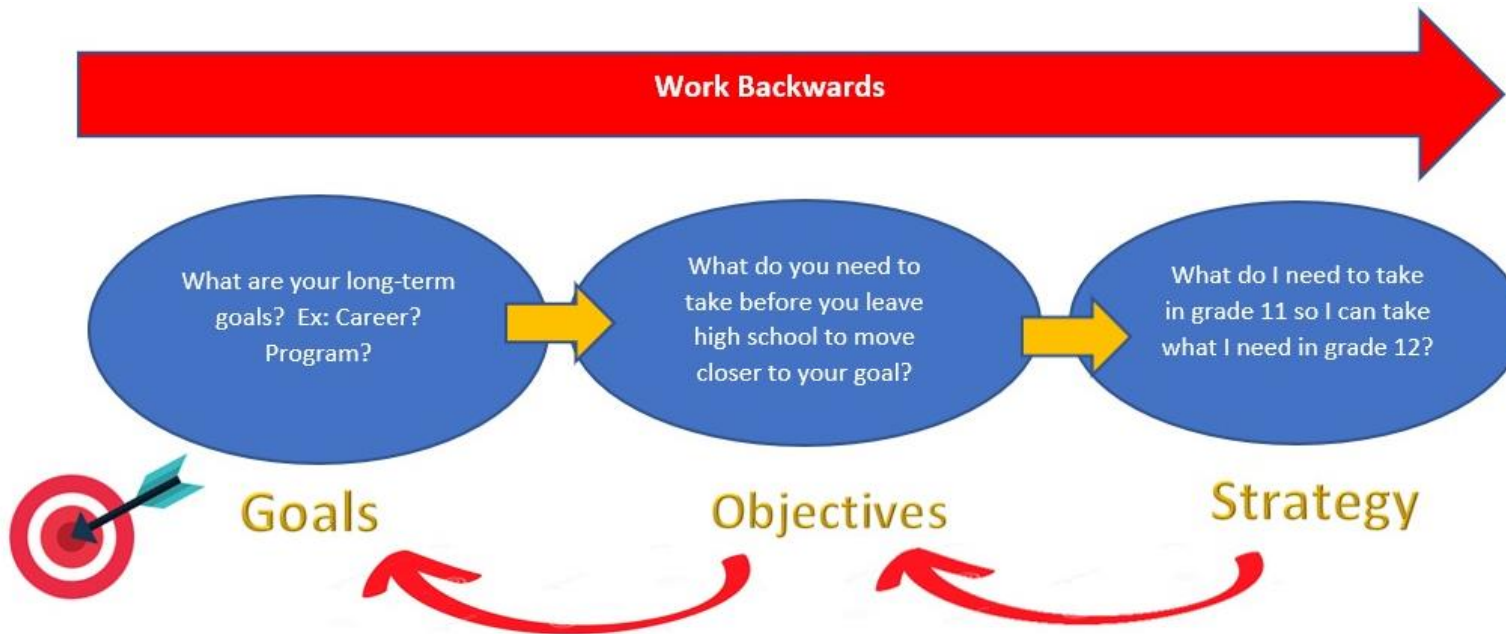 Work Backwards
What are your long-term
goals?  Ex: Career?
Program?
What do you need to
take before you leave
high school to move
closer to your goal?
What do I need to take
in grade 11 so I can take
what I need in grade 12?
Goals
Objectives
Strategy